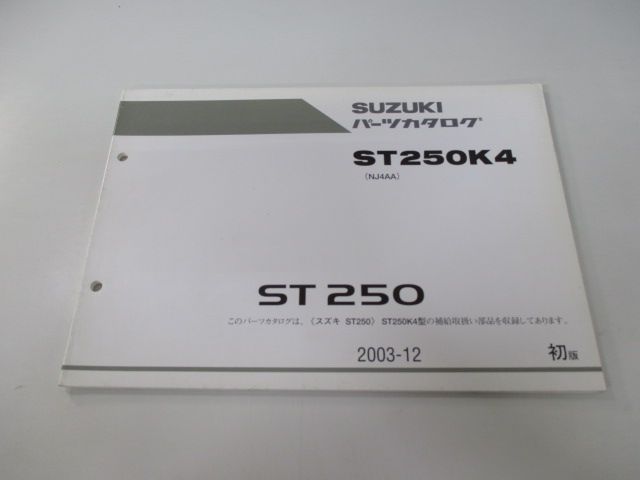 SUZUKI
パーツカタログ
ST250K4
(NJ4AA)
ST250
このパーツカタログは、〈スズキ ST250〉 ST250K4型の補給取扱い部品を収録してあります。
2003-12 初版